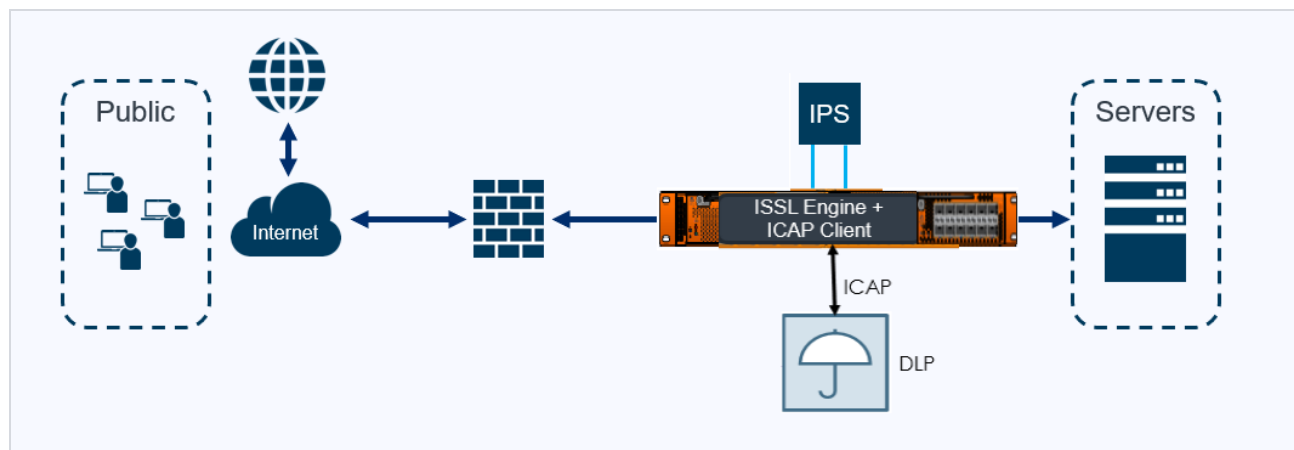 Public
Internet
IPS
ISSL Engine +
ICAP Client
ICAP
DLP
Servers